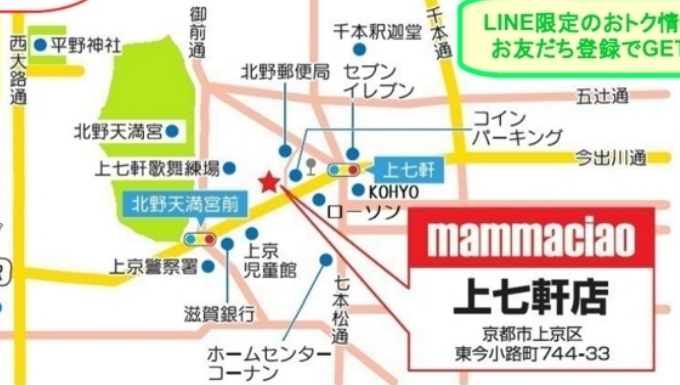 LINE限定のおトク情
お友だち登録でGET
西大路通
平野神社
御前通
千本釈迦堂
千本通
北野郵便局
セブン
イレブン
五辻通
北野天満宮
コイン
パーキング
上七軒歌舞練場
上七軒
今出川通
KOHYO
北野天満宮前
ローソン
上京警察署
上京
児童館
滋賀銀行
七本松通
ホームセンター
コーナン
R
mammaciao
上七軒店
京都市上京区
東今小路町744-33